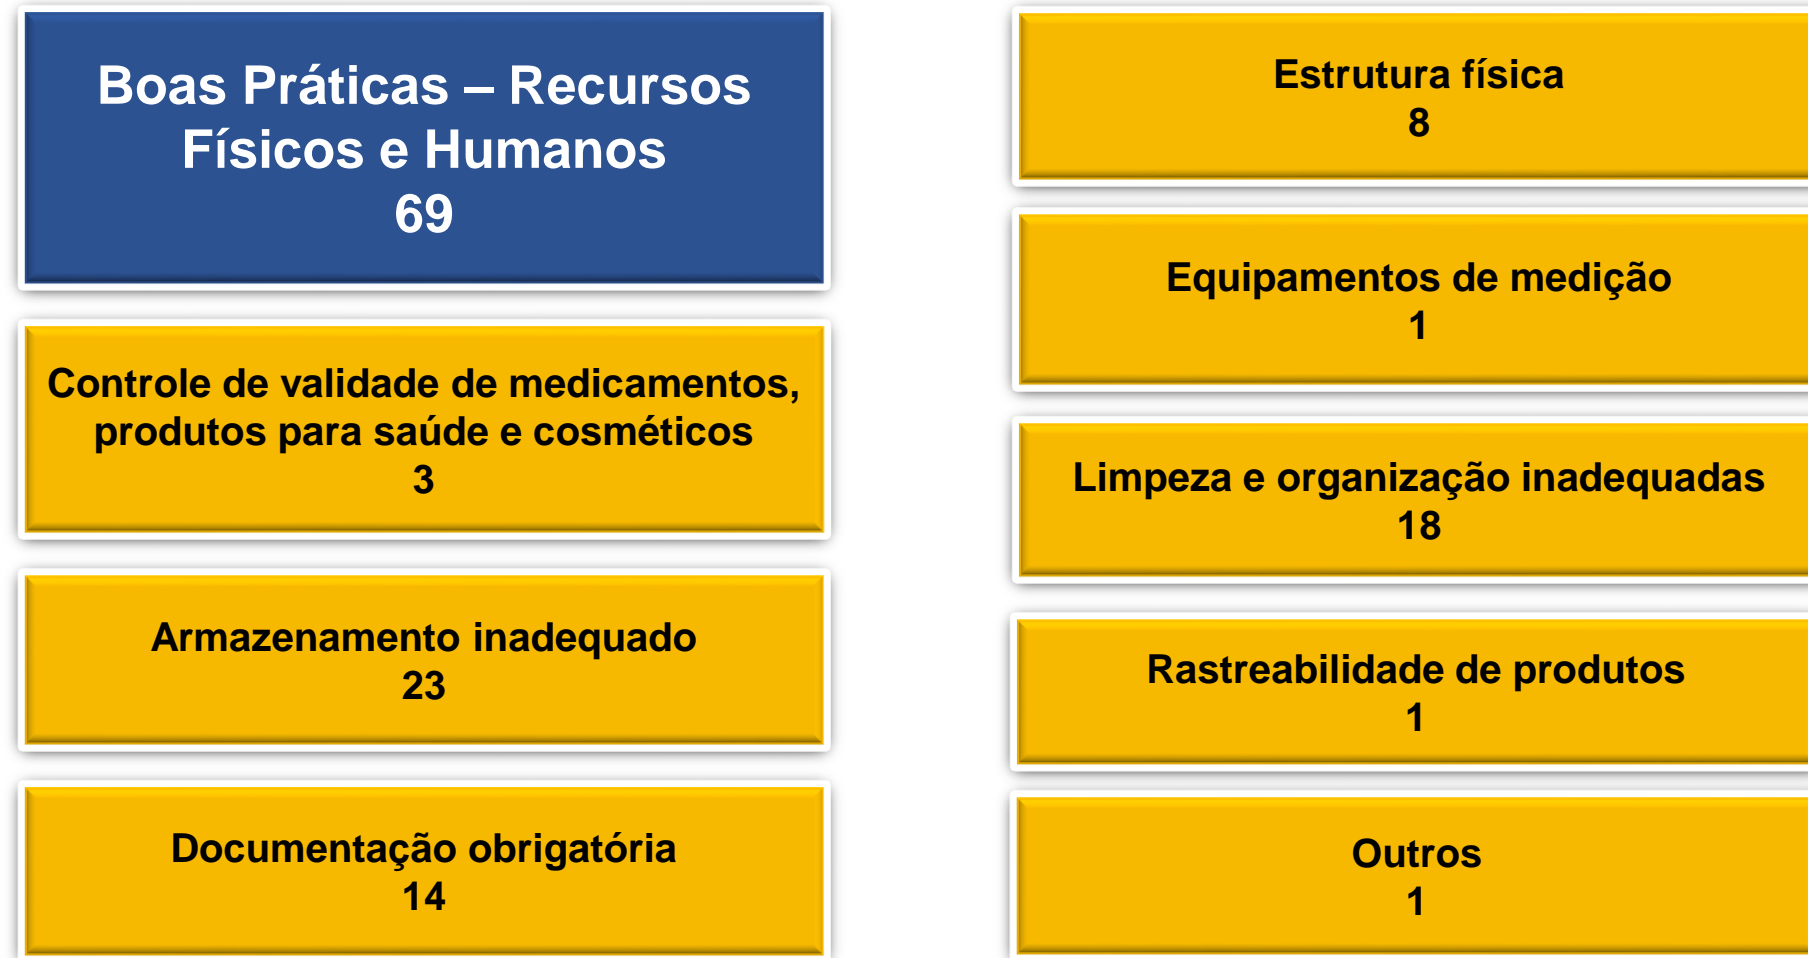 Boas Práticas – Recursos
Físicos e Humanos
69
Controle de validade de medicamentos,
produtos para saúde e cosméticos
3
Armazenamento inadequado
23
Documentação obrigatória
14
Estrutura física
8
Equipamentos de medição
1
Limpeza e organização inadequadas
18
Rastreabilidade de produtos
1
Outros
1